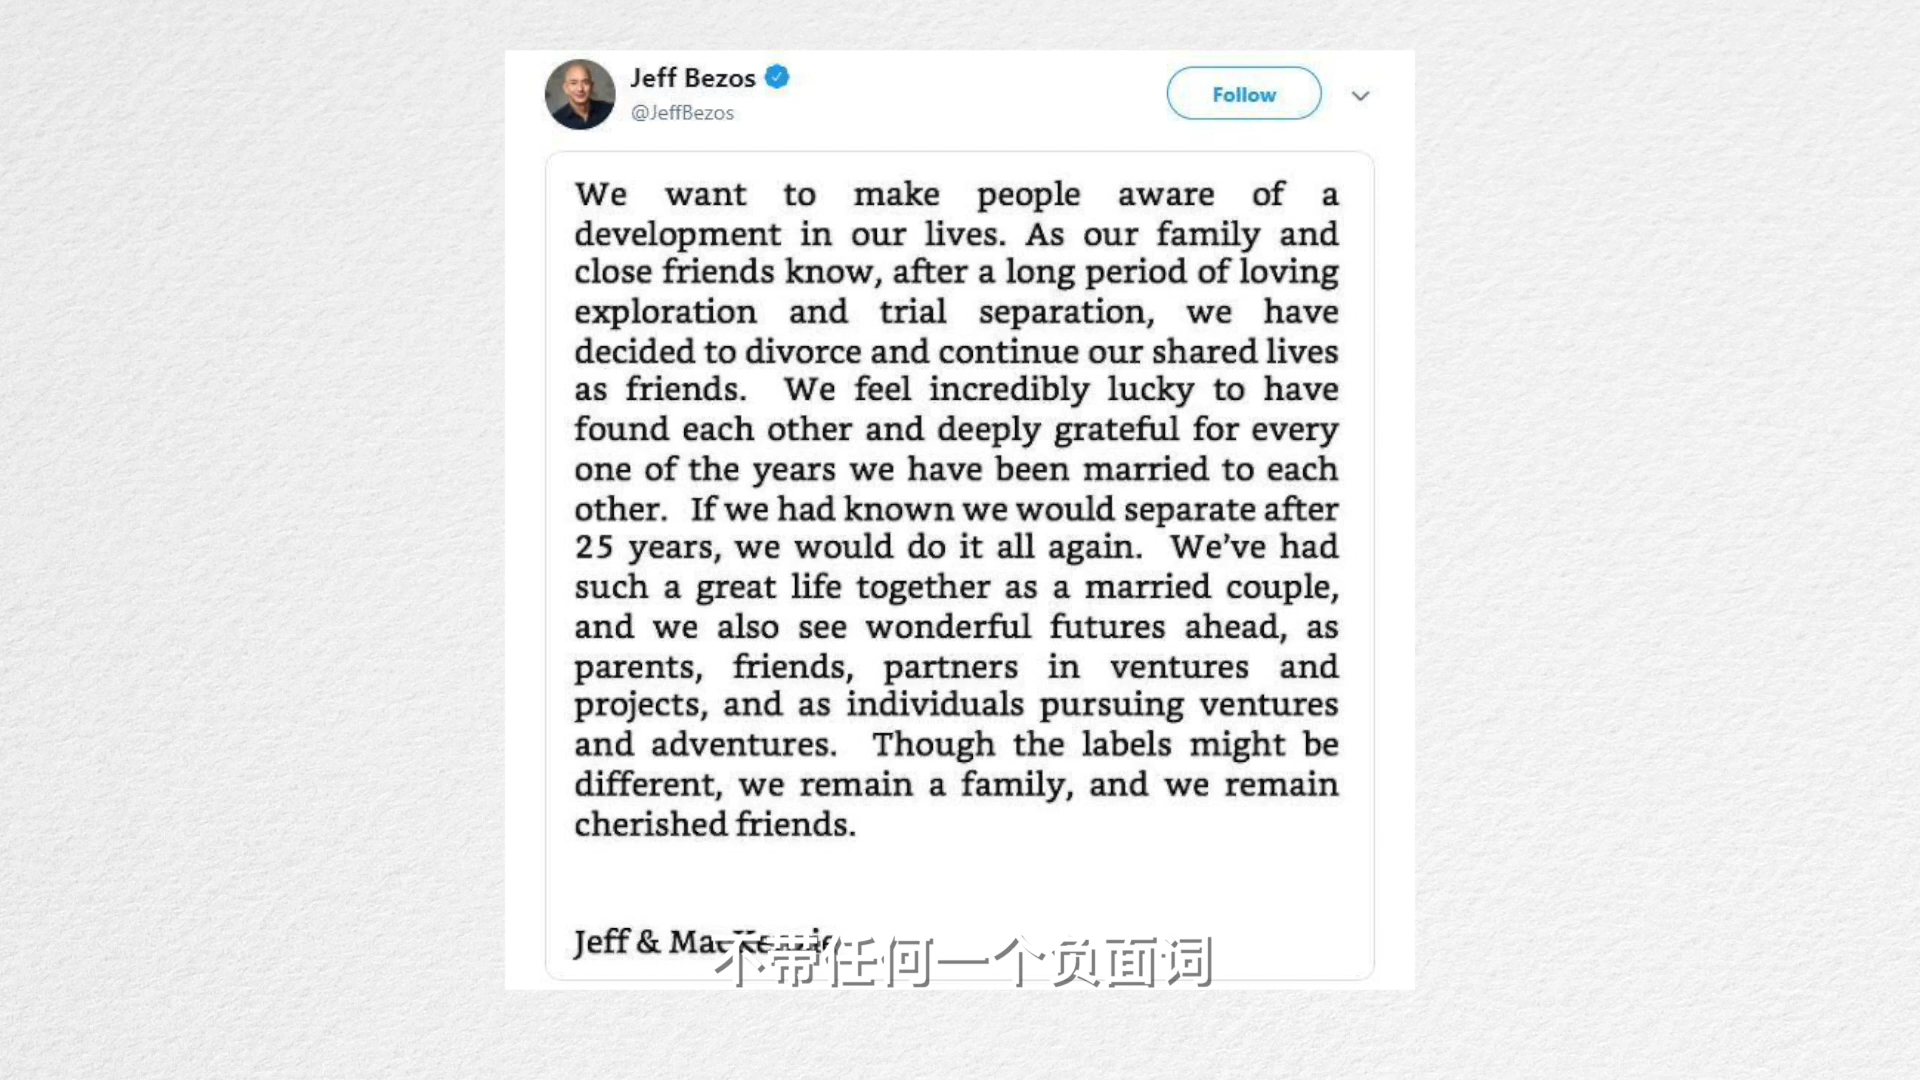 Jeff Bezos
@JeffBezos
Follow
We want to make people aware of a
development in our lives. As our family and
close friends know, after a long period of loving
exploration and trial separation, we have
decided to divorce and continue our shared lives
as friends. We feel incredibly lucky to have
found each other and deeply grateful for every
one of the years we have been married to each
other. If we had known we would separate after
25 years, we would do it all again. We’ve had
such a great life together as a married couple,
and we also see wonderful futures ahead, as
parents, friends, partners in ventures and
projects, and as individuals pursuing ventures
and adventures. Though the labels might be
different, we remain a family, and we remain
cherished friends.
Jeff & MacKenzie
不带任何一个负面词